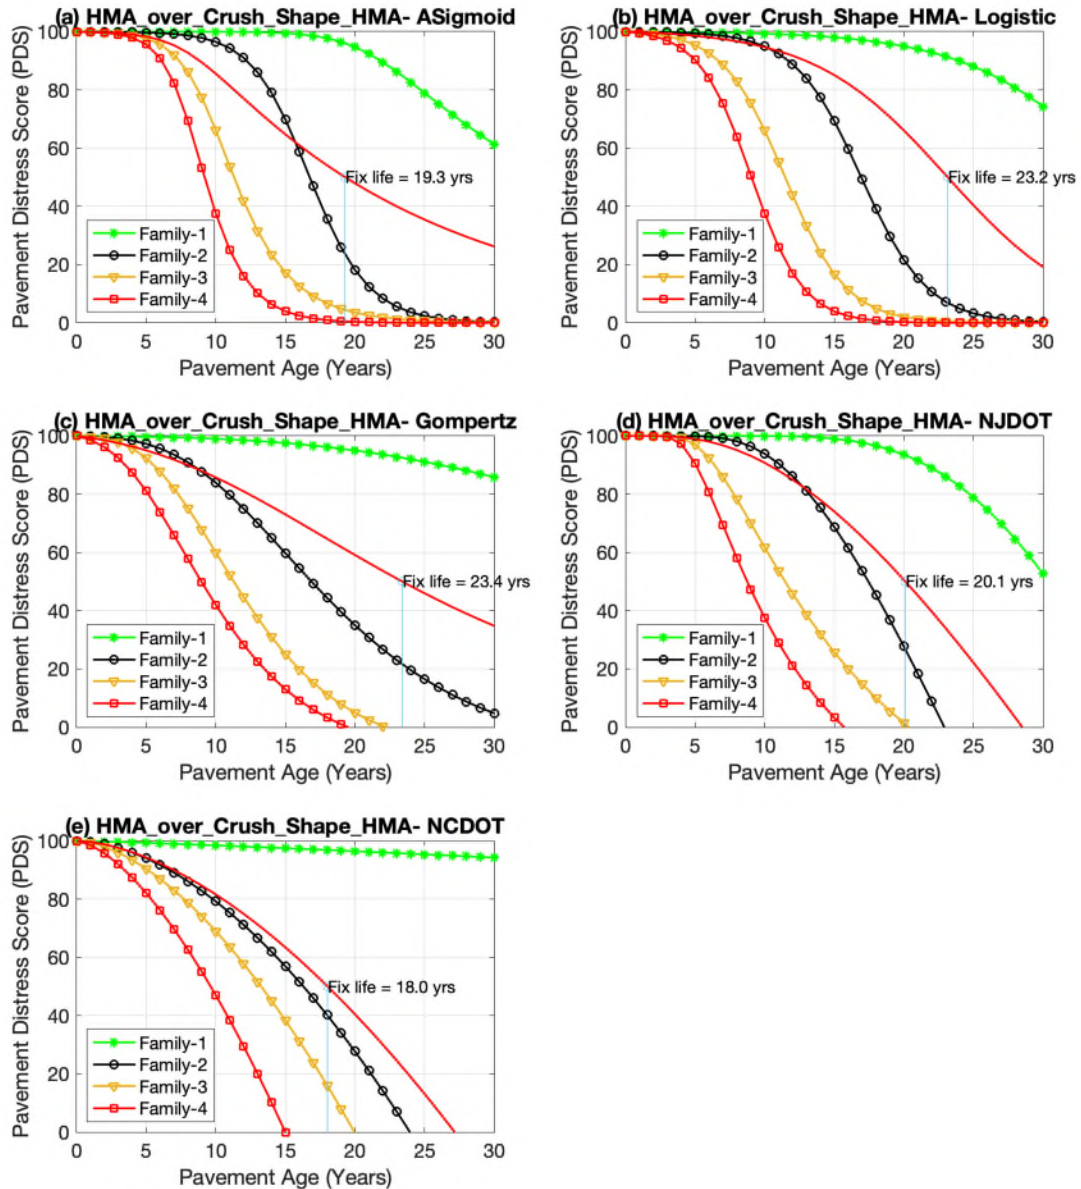 (a) HMA_over_Crush_Shape_HMA- ASigmoid
Pavement Distress Score (PDS)
100
80
60
40
20
0
Fix life = 19.3 yrs
Family-1
Family-2
Family-3
Family-4
0 5 10 15 20 25 30
Pavement Age (Years)
(b) HMA_over_Crush_Shape_HMA- Logistic
Pavement Distress Score (PDS)
100
80
60
40
20
0
Fix life = 23.2 yrs
Family-1
Family-2
Family-3
Family-4
0 5 10 15 20 25 30
Pavement Age (Years)
(c) HMA_over_Crush_Shape_HMA- Gompertz
Pavement Distress Score (PDS)
100
80
60
40
20
0
Fix life = 23.4 yrs
Family-1
Family-2
Family-3
Family-4
0 5 10 15 20 25 30
Pavement Age (Years)
(d) HMA_over_Crush_Shape_HMA- NJDOT
Pavement Distress Score (PDS)
100
80
60
40
20
0
Fix life = 20.1 yrs
Family-1
Family-2
Family-3
Family-4
0 5 10 15 20 25 30
Pavement Age (Years)
(e) HMA_over_Crush_Shape_HMA- NCDOT
Pavement Distress Score (PDS)
100
80
60
40
20
0
Fix life = 18.0 yrs
Family-1
Family-2
Family-3
Family-4
0 5 10 15 20 25 30
Pavement Age (Years)